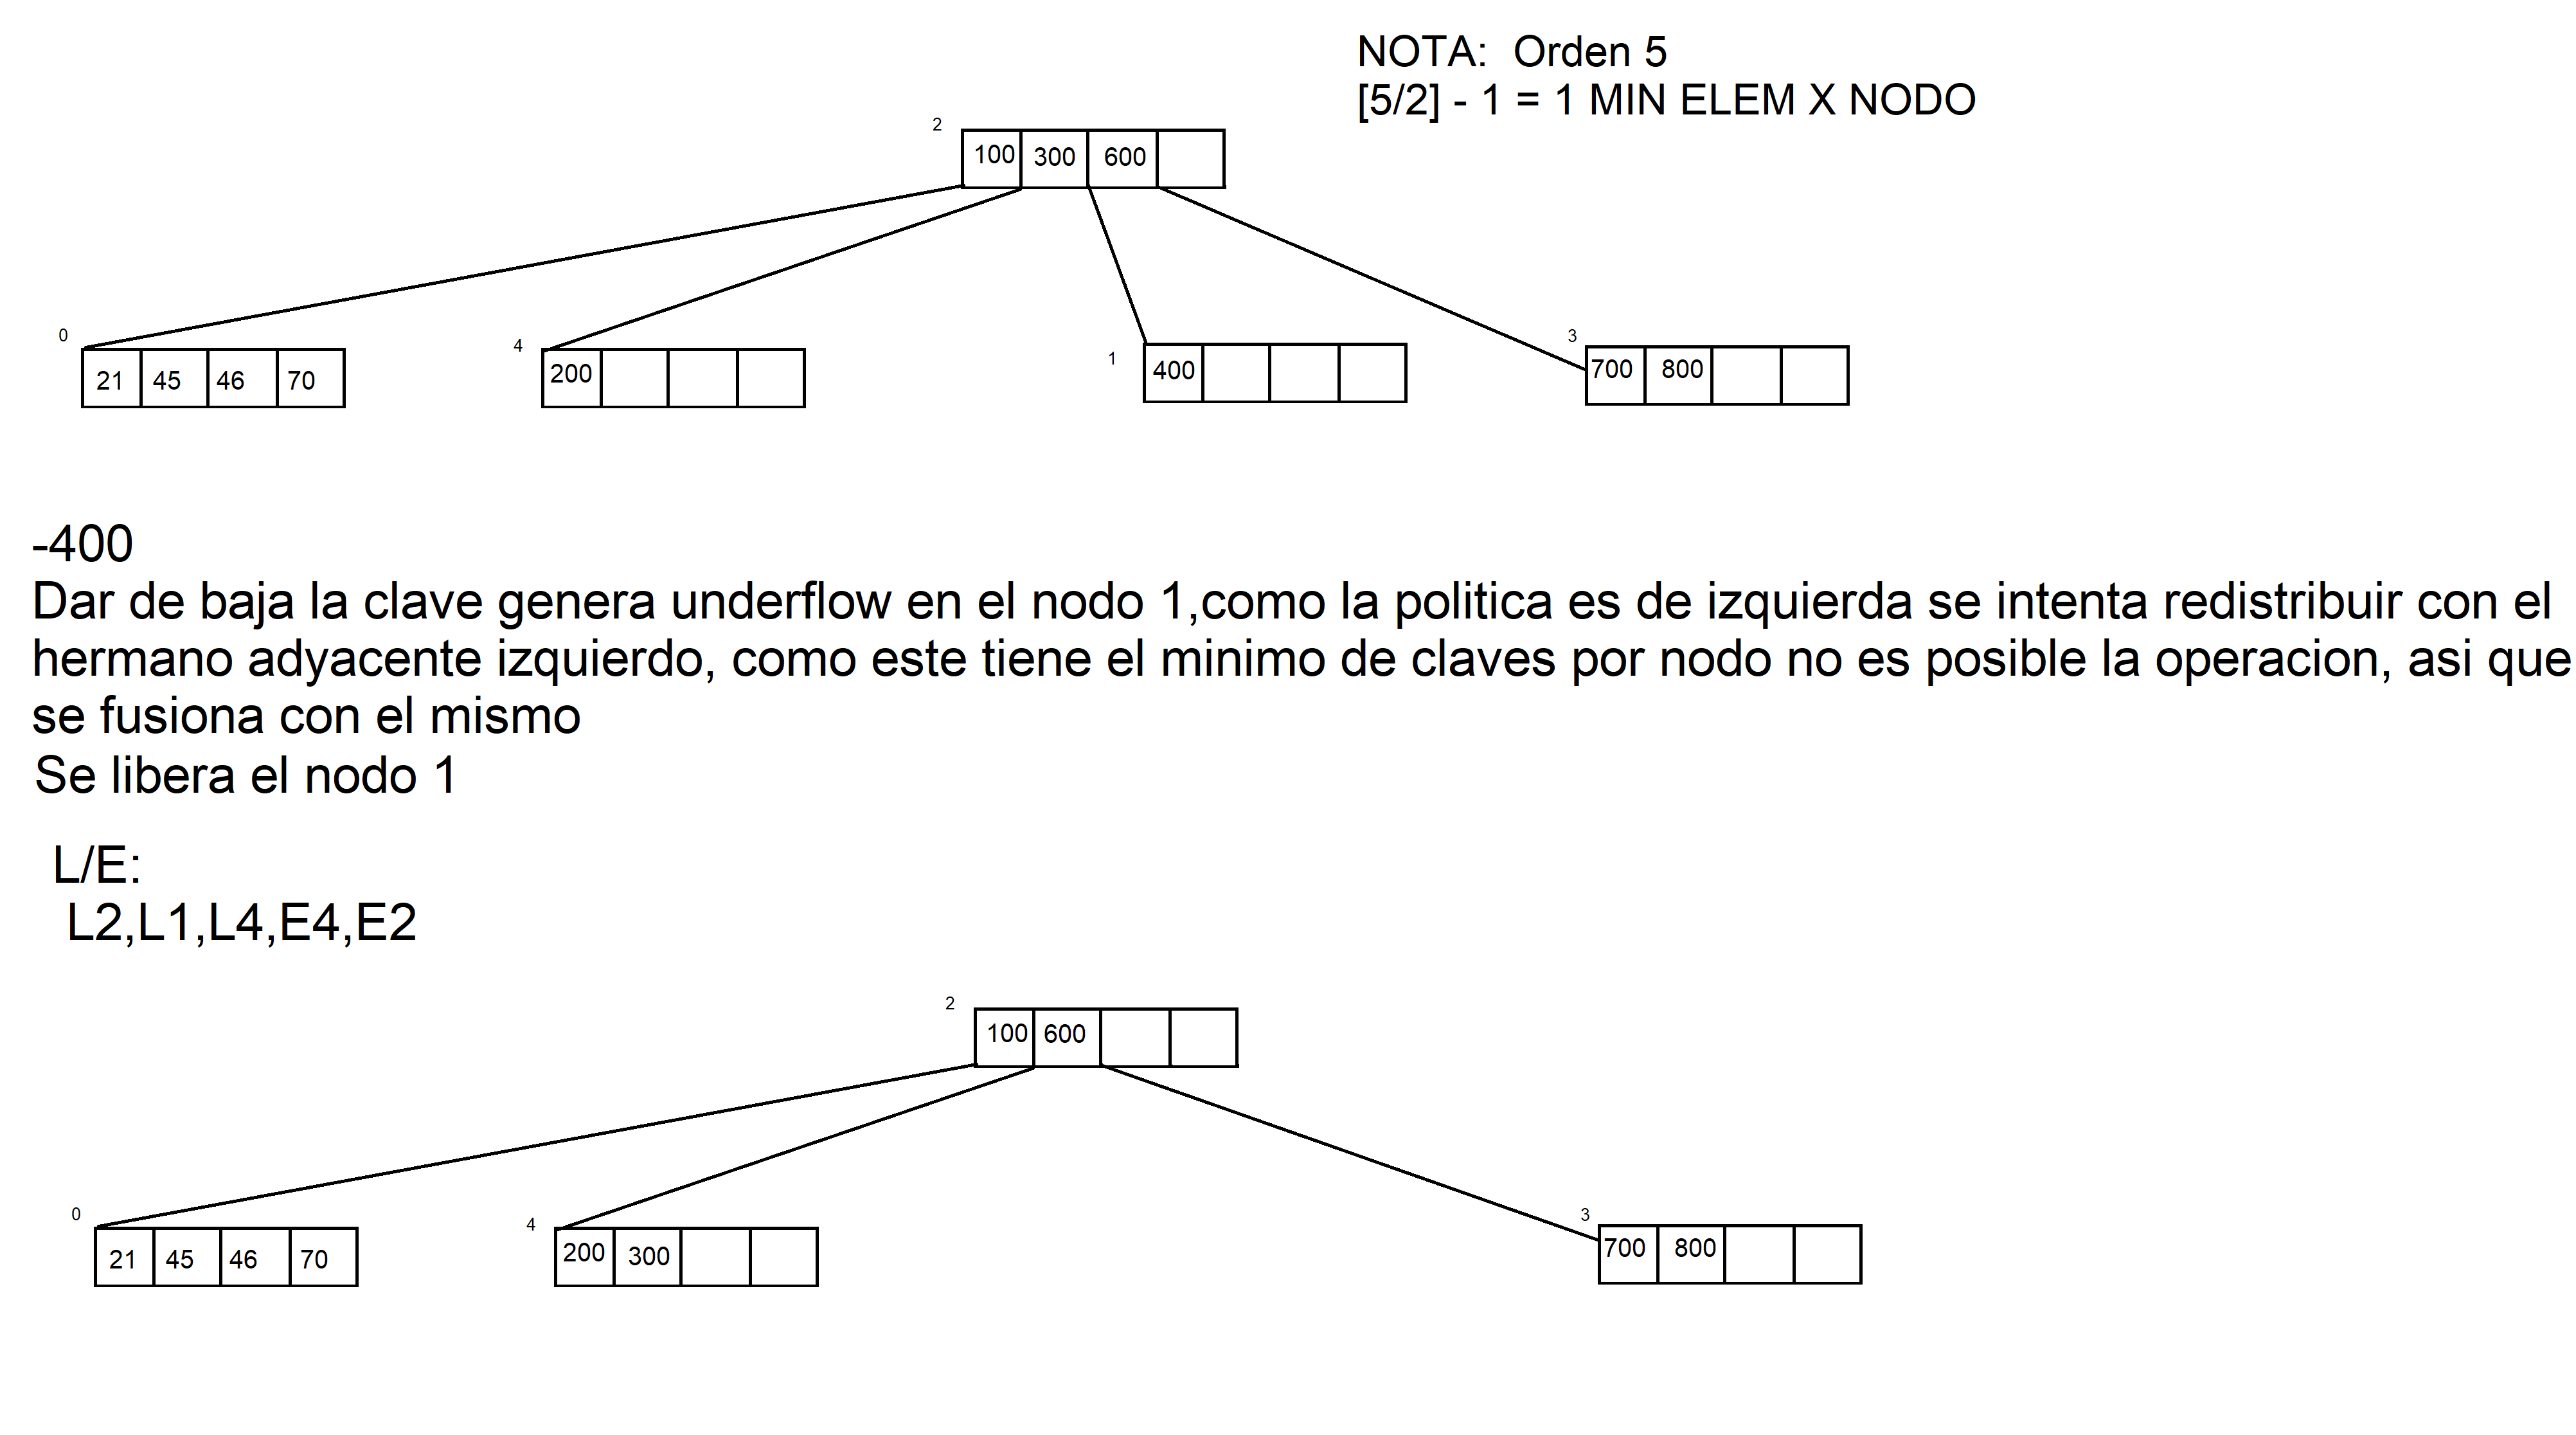 NOTA:  Orden 5
[5/2] - 1 = 1 MIN ELEM X NODO
2
100 300 600
0
21 45 46 70
4
200
1
400
3
700 800
-400
Dar de baja la clave genera underflow en el nodo 1,como la politica es de izquierda se intenta redistribuir con el
hermano adyacente izquierdo, como este tiene el minimo de claves por nodo no es posible la operacion, asi que
se fusiona con el mismo
Se libera el nodo 1
L/E:
L2,L1,L4,E4,E2
2
100 600
0
21 45 46 70
4
200 300
3
700 800